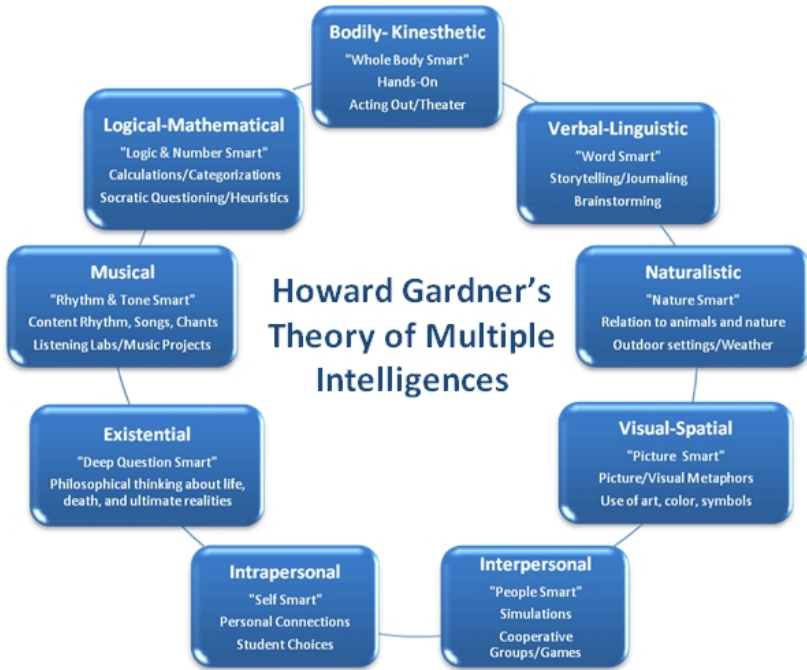 Bodily- Kinesthetic
"Whole Body Smart"
Hands-On
Acting Out/Theater
Logical-Mathematical
"Logic & Number Smart"
Calculations/Categorizations
Socratic Questioning/Heuristics
Verbal-Linguistic
"Word Smart"
Storytelling/Journaling
Brainstorming
Musical
"Rhythm & Tone Smart"
Content Rhythm, Songs, Chants
Listening Labs/Music Projects
Howard Gardner's
Theory of Multiple
Intelligences
Naturalistic
"Nature Smart"
Relation to animals and nature
Outdoor settings/Weather
Existential
"Deep Question Smart"
Philosophical thinking about life,
death, and ultimate realities
Visual-Spatial
"Picture Smart"
Picture/Visual Metaphors
Use of art, color, symbols
Intrapersonal
"Self Smart"
Personal Connections
Student Choices
Interpersonal
"People Smart"
Simulations
Cooperative
Groups/Games